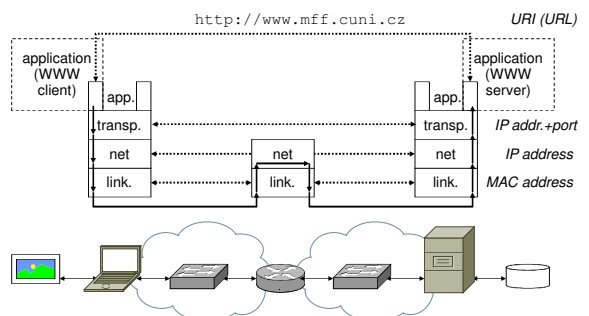 http://www.mff.cuni.cz
URI (URL)
application
(WWW
client)
application
(WWW
server)
app.
app.
transp.
transp.
IP addr.+port
net
net
net
IP address
link.
link.
link.
MAC address